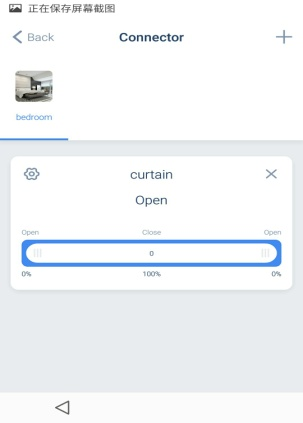 正在保存屏幕截图
Back Connector
bedroom
curtain
Open
Open Close Open
0
0% 100% 0%